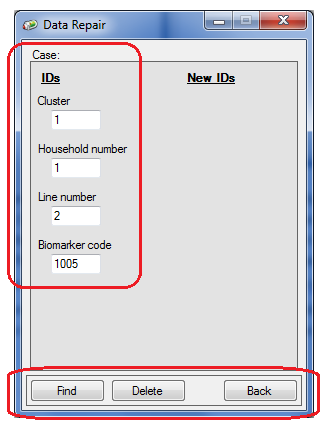 Data Repair
Case:
IDs New IDs
Cluster
1
Household number
1
Line number
2
Biomarker code
1005
Find Delete Back